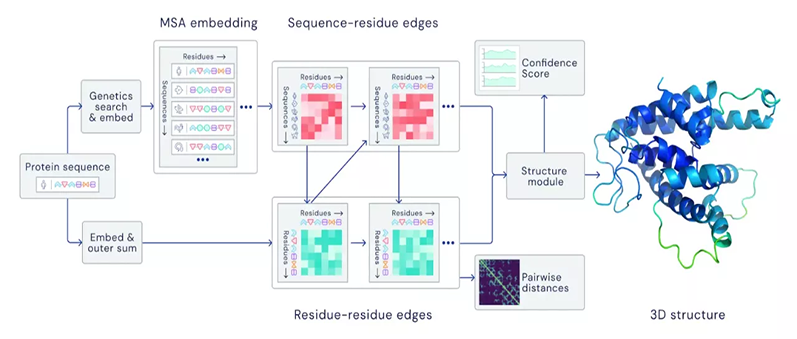 MSA embedding
Sequence-residue edges
Residues →
Sequences →
•••
•••
Genetics
search
& embed
Protein sequence
Embed &
outer sum
Residues →
Sequences →
Residues →
Sequences →
•••
Residues →
Residues →
Residues →
Residues →
•••
Confidence
Score
Structure
module
Pairwise
distances
Residue-residue edges
3D structure